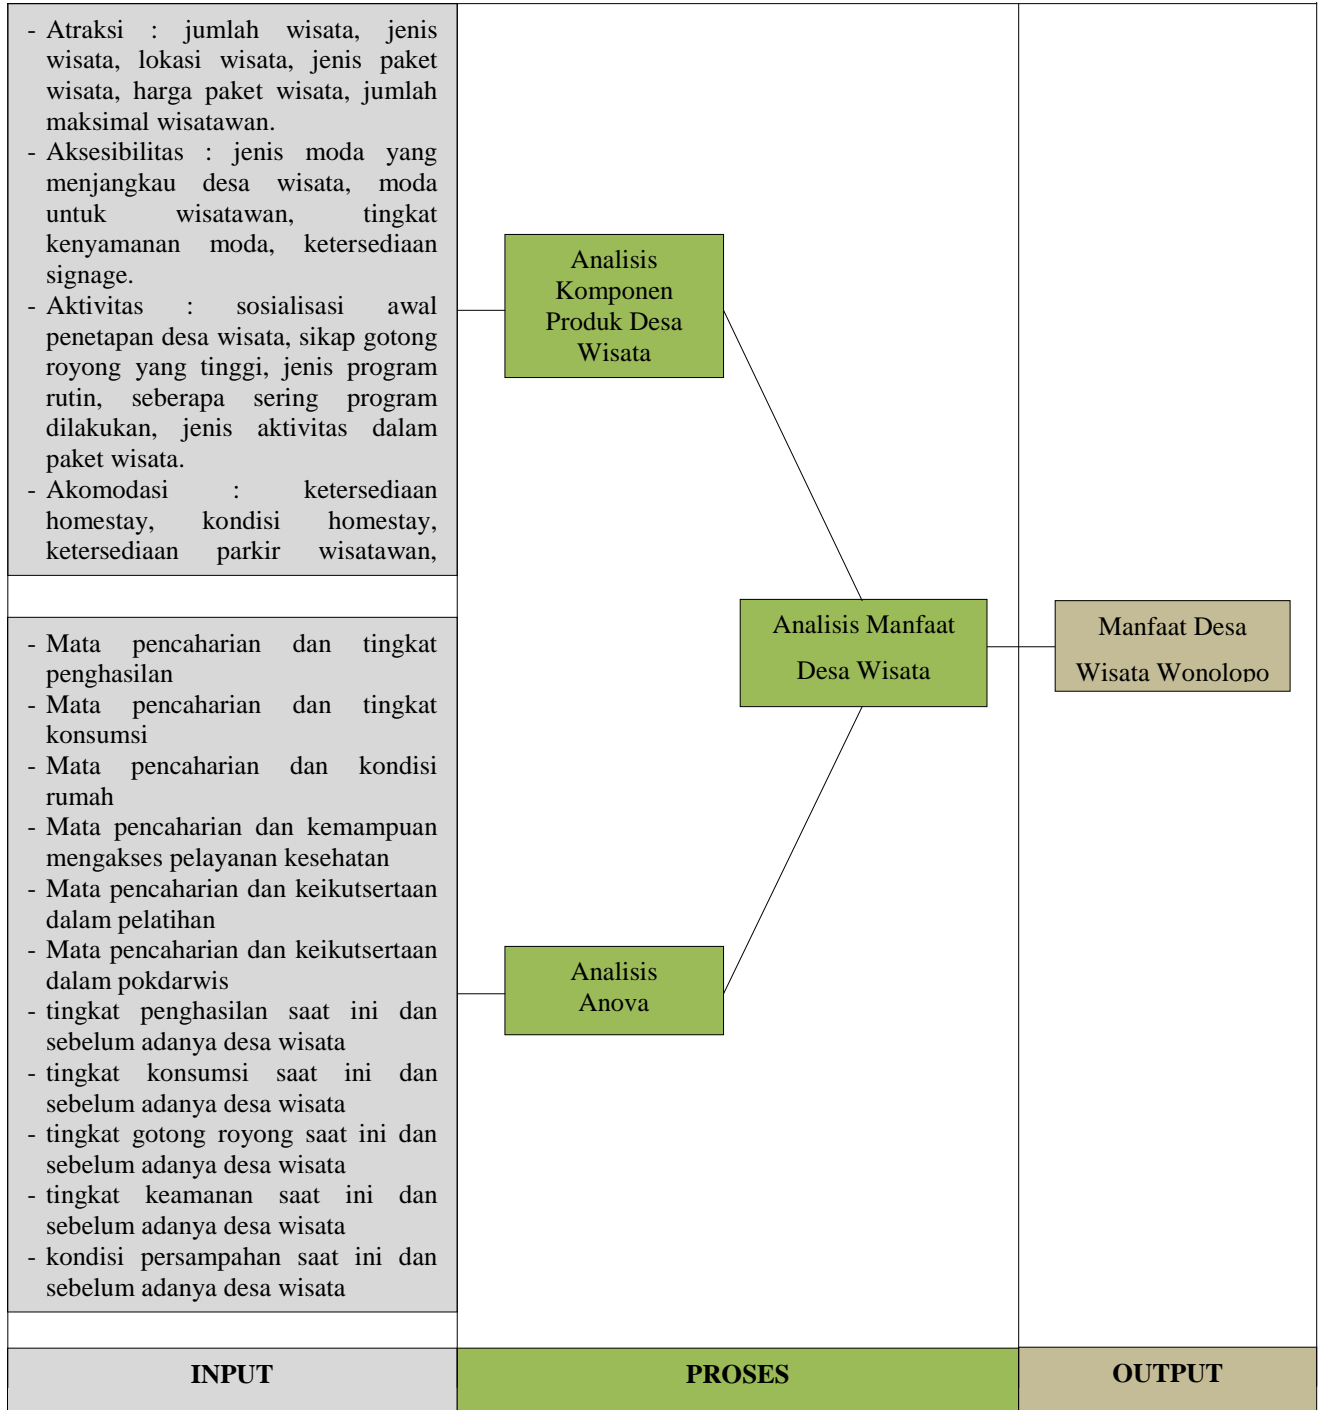 - Atraksi : jumlah wisata, jenis
wisata, lokasi wisata, jenis paket
wisata, harga paket wisata, jumlah
maksimal wisatawan.
- Aksesibilitas : jenis moda yang
menjangkau desa wisata, moda
untuk wisatawan, tingkat
kenyamanan moda, ketersediaan
signage.
- Aktivitas : sosialisasi awal
penetapan desa wisata, sikap gotong
royong yang tinggi, jenis program
rutin, seberapa sering program
dilakukan, jenis aktivitas dalam
paket wisata.
- Akomodasi : ketersediaan
homestay, kondisi homestay,
ketersediaan parkir wisatawan,
- Mata pencaharian dan tingkat
penghasilan
- Mata pencaharian dan tingkat
konsumsi
- Mata pencaharian dan kondisi
rumah
- Mata pencaharian dan kemampuan
mengakses pelayanan kesehatan
- Mata pencaharian dan keikutsertaan
dalam pelatihan
- Mata pencaharian dan keikutsertaan
dalam pokdarwis
- tingkat penghasilan saat ini dan
sebelum adanya desa wisata
- tingkat konsumsi saat ini dan
sebelum adanya desa wisata
- tingkat gotong royong saat ini dan
sebelum adanya desa wisata
- tingkat keamanan saat ini dan
sebelum adanya desa wisata
- kondisi persampahan saat ini dan
sebelum adanya desa wisata
Analisis
Komponen
Produk Desa
Wisata
Analisis
Anova
Analisis Manfaat
Desa Wisata
Manfaat Desa
Wisata Wonolopo
INPUT
PROSES
OUTPUT